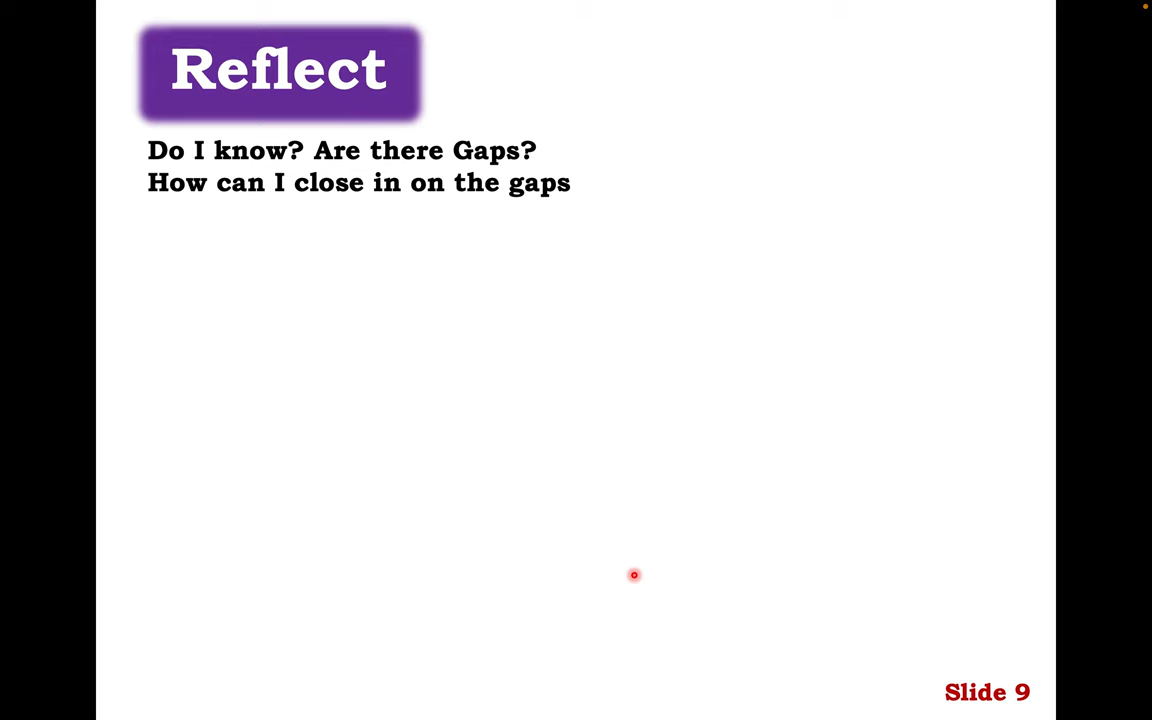 Reflect
Do I know? Are there Gaps?
How can I close in on the gaps
Slide 9